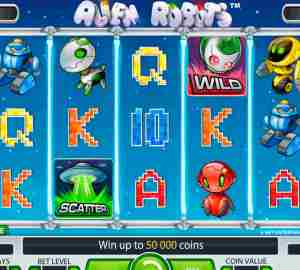 ALIEN ROBOTS™
Q
WILD
Q K 10 K Q
SCATTER A A
Win up to 50 000 coins
BET LEVEL COIN VALUE